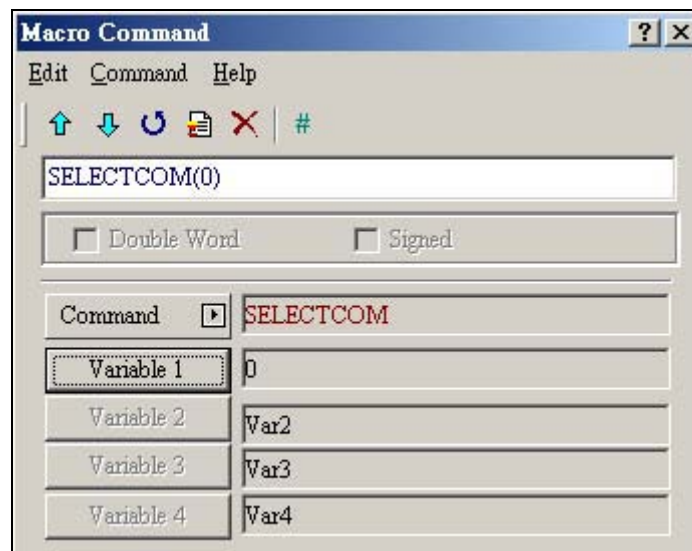 Macro Command
Edit Command Help
#
SELECTCOM(0)
Double Word Signed
Command SELECTCOM
Variable 1 0
Variable 2 Var2
Variable 3 Var3
Variable 4 Var4